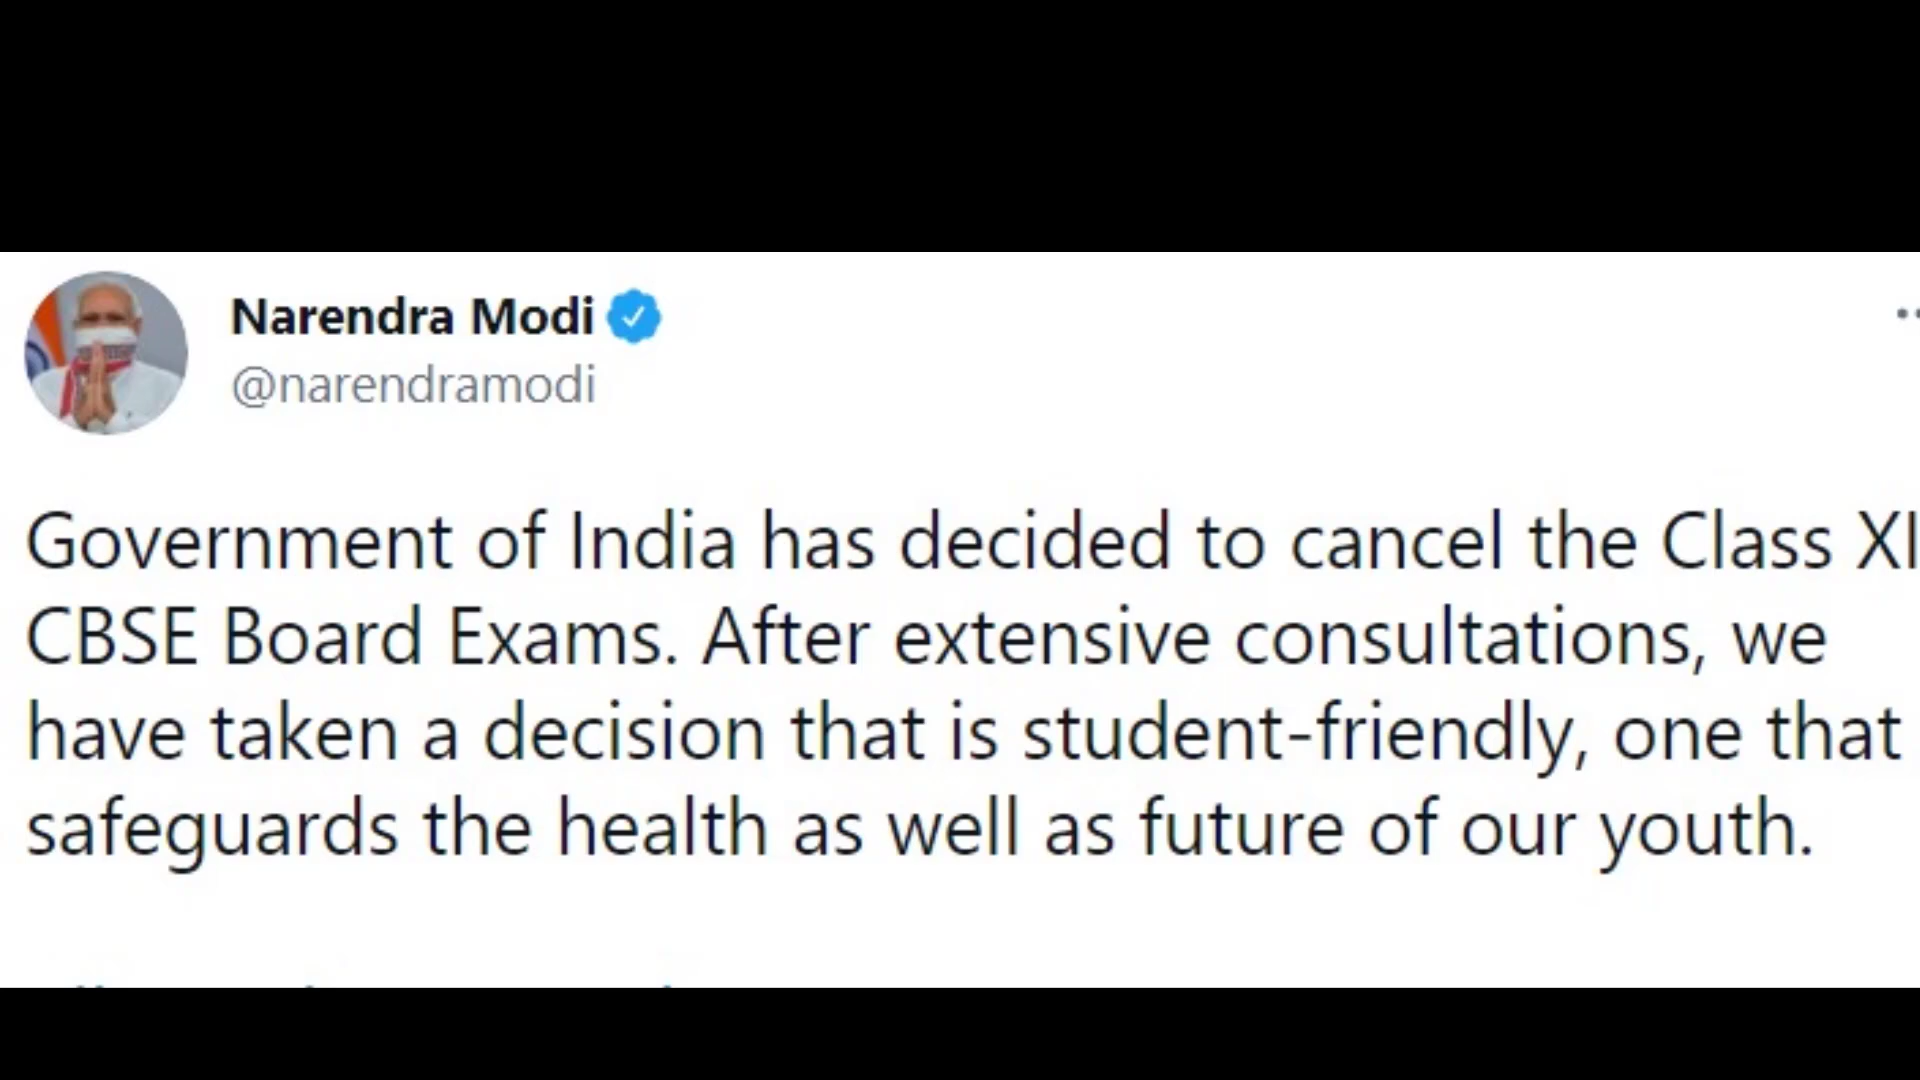 Narendra Modi
@narendramodi
Government of India has decided to cancel the Class XI
CBSE Board Exams. After extensive consultations, we
have taken a decision that is student-friendly, one that
safeguards the health as well as future of our youth.